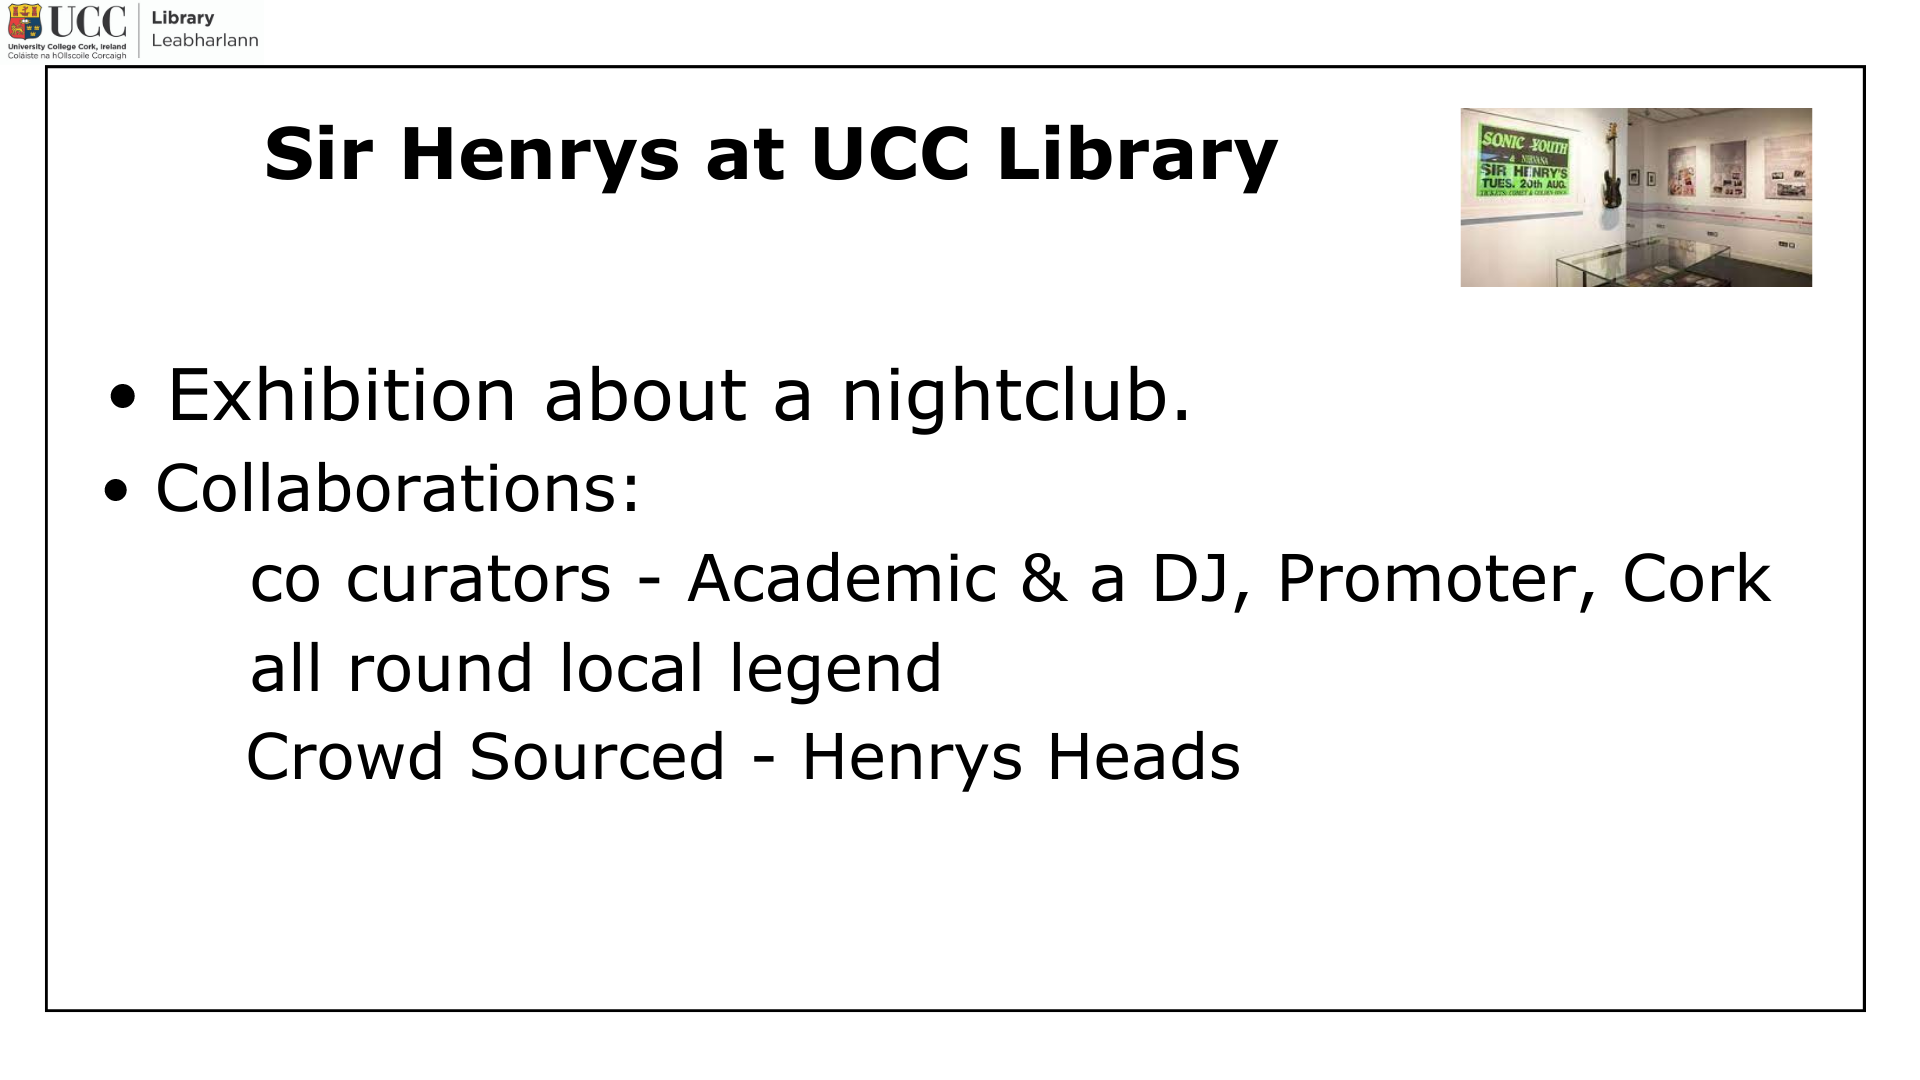 UCC
University College Cork, Ireland
Coláiste na hOllscoile Corcaigh
Library
Leabharlann
Sir Henrys at UCC Library
SONIC YOUTH
& NIRVANA
SIR HENRY'S
TUES. 20th AUG.
• Exhibition about a nightclub.
• Collaborations:
co curators - Academic & a DJ, Promoter, Cork
all round local legend
Crowd Sourced - Henrys Heads